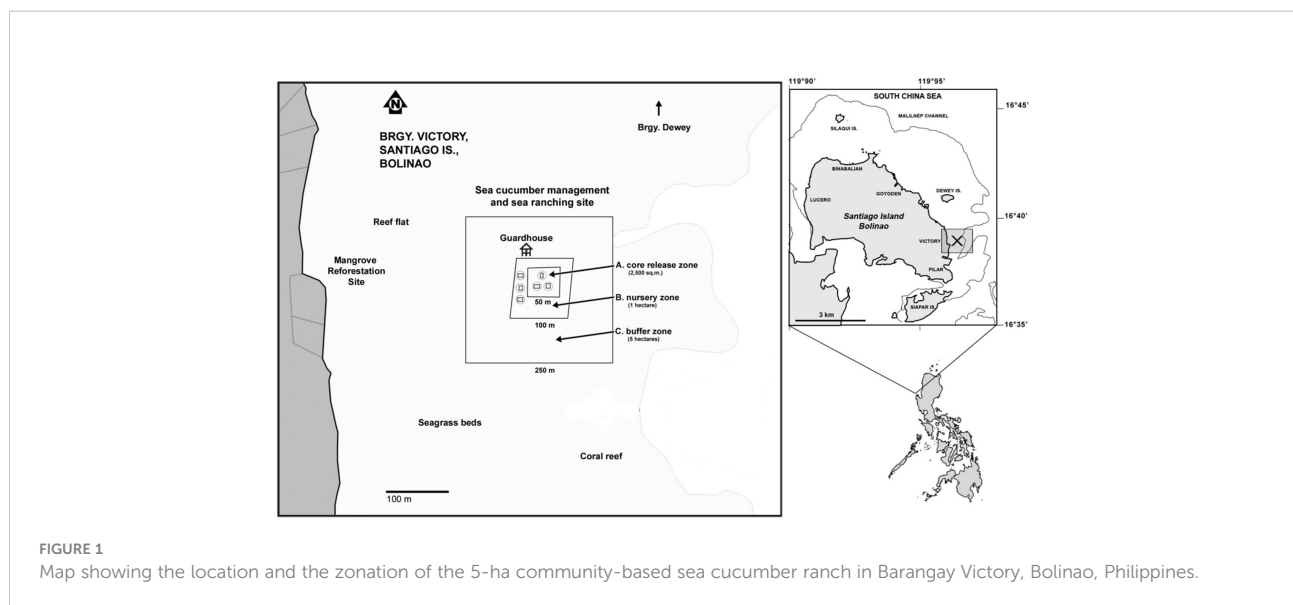 N
BRGY. VICTORY,
SANTIAGO IS.,
BOLINAO
Brgy. Dewey
Sea cucumber management
and sea ranching site
Reef flat
Guardhouse
Mangrove
Reforestation
Site
A. core release zone
(2,500 sq.m.)
50 m
B. nursery zone
(1 hectare)
100 m
C. buffer zone
(5 hectares)
250 m
Seagrass beds
Coral reef
100 m
119°90'
119°95'
SOUTH CHINA SEA
16°45'
MALILNEP CHANNEL
SILAQUI IS.
BINABALIAN
GOYODEN
DEWEY IS.
LUCERO
Santiago Island
Bolinao
16°40'
VICTORY
PILAR
SIAPAR IS.
3 km
16°35'
FIGURE 1
Map showing the location and the zonation of the 5-ha community-based sea cucumber ranch in Barangay Victory, Bolinao, Philippines.